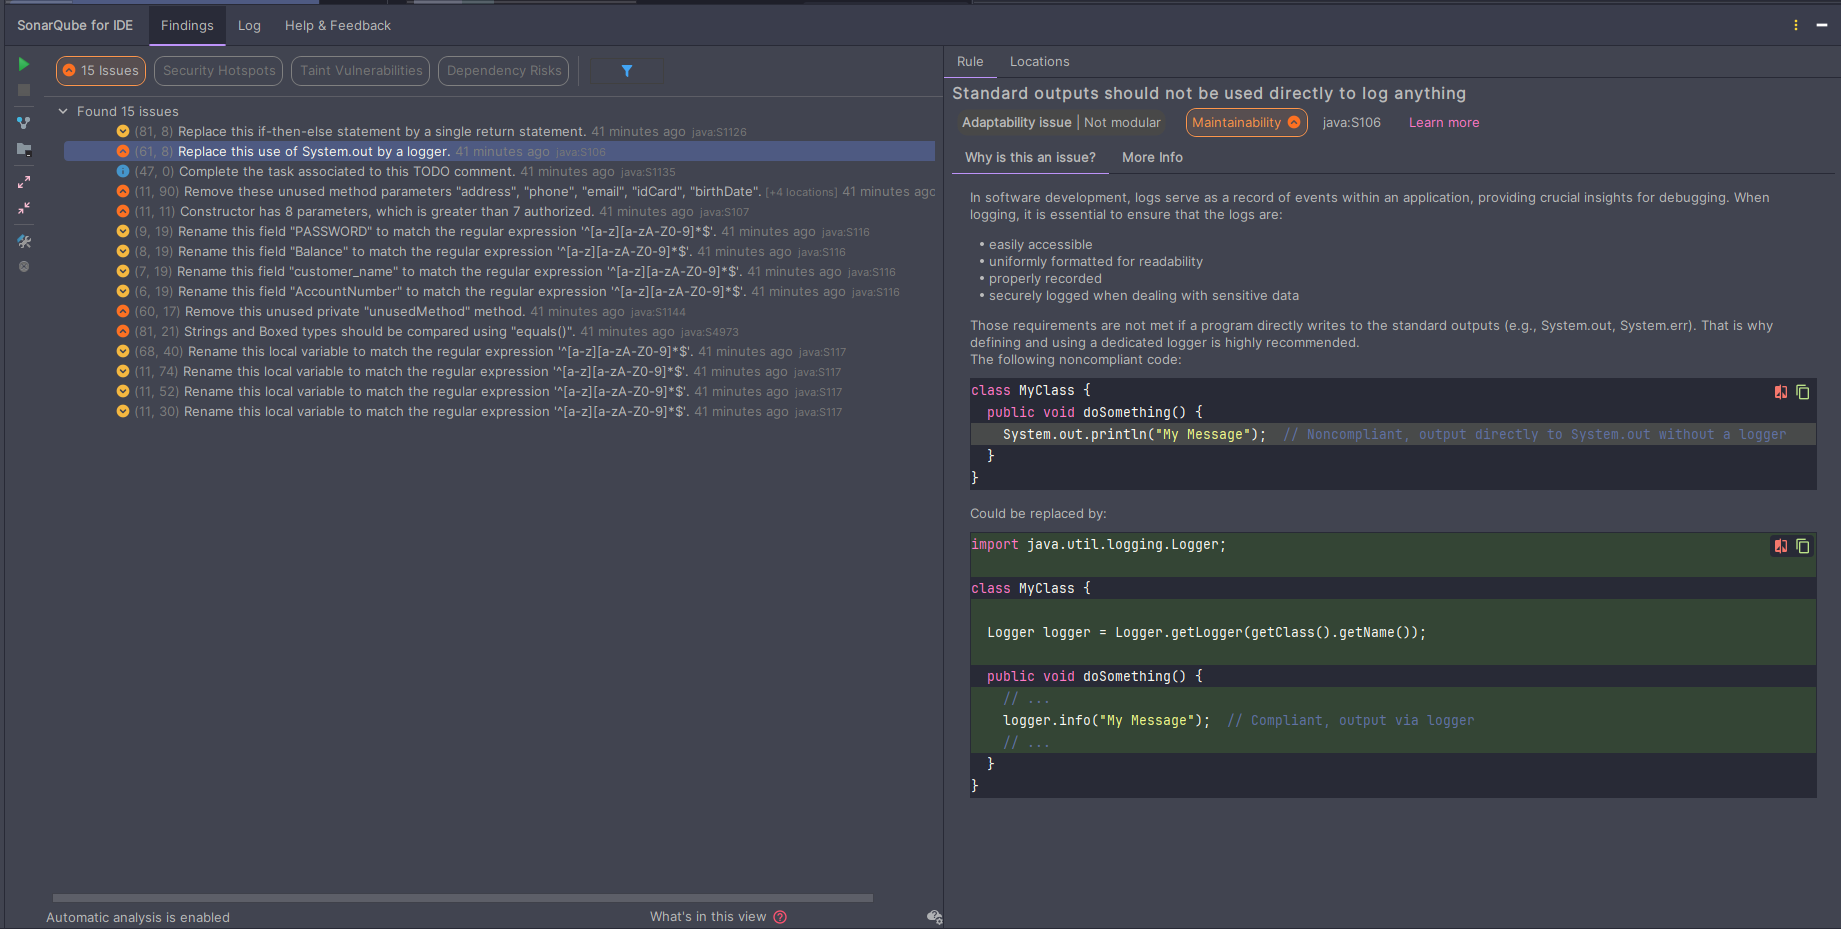 SonarQube for IDE Findings Log Help & Feedback
15 Issues Security Hotspots Taint Vulnerabilities Dependency Risks
Found 15 issues
(81, 8) Replace this if-then-else statement by a single return statement. 41 minutes ago java:S1126
(61, 8) Replace this use of System.out by a logger. 41 minutes ago java:S106
(47, 0) Complete the task associated to this TODO comment. 41 minutes ago java:S1135
(11, 90) Remove these unused method parameters "address", "phone", "email", "idCard", "birthDate". [+4 locations] 41 minutes ago
(11, 11) Constructor has 8 parameters, which is greater than 7 authorized. 41 minutes ago java:S107
(9, 19) Rename this field "PASSWORD" to match the regular expression '^[a-z][a-zA-Z0-9]*$'. 41 minutes ago java:S116
(8, 19) Rename this field "Balance" to match the regular expression '^[a-z][a-zA-Z0-9]*$'. 41 minutes ago java:S116
(7, 19) Rename this field "customer_name" to match the regular expression '^[a-z][a-zA-Z0-9]*$'. 41 minutes ago java:S116
(6, 19) Rename this field "AccountNumber" to match the regular expression '^[a-z][a-zA-Z0-9]*$'. 41 minutes ago java:S116
(60, 17) Remove this unused private "unusedMethod" method. 41 minutes ago java:S1144
(81, 21) Strings and Boxed types should be compared using "equals()". 41 minutes ago java:S4973
(68, 40) Rename this local variable to match the regular expression '^[a-z][a-zA-Z0-9]*$'. 41 minutes ago java:S117
(11, 74) Rename this local variable to match the regular expression '^[a-z][a-zA-Z0-9]*$'. 41 minutes ago java:S117
(11, 52) Rename this local variable to match the regular expression '^[a-z][a-zA-Z0-9]*$'. 41 minutes ago java:S117
(11, 30) Rename this local variable to match the regular expression '^[a-z][a-zA-Z0-9]*$'. 41 minutes ago java:S117
Automatic analysis is enabled
What's in this view
Rule Locations
Standard outputs should not be used directly to log anything
Adaptability issue | Not modular Maintainability java:S106 Learn more
Why is this an issue? More Info
In software development, logs serve as a record of events within an application, providing crucial insights for debugging. When
logging, it is essential to ensure that the logs are:
• easily accessible
• uniformly formatted for readability
• properly recorded
• securely logged when dealing with sensitive data
Those requirements are not met if a program directly writes to the standard outputs (e.g., System.out, System.err). That is why
defining and using a dedicated logger is highly recommended.
The following noncompliant code:
class MyClass {
public void doSomething() {
System.out.println("My Message"); // Noncompliant, output directly to System.out without a logger
}
}
Could be replaced by:
import java.util.logging.Logger;
class MyClass {
Logger logger = Logger.getLogger(getClass().getName());
public void doSomething() {
// ...
logger.info("My Message"); // Compliant, output via logger
// ...
}
}